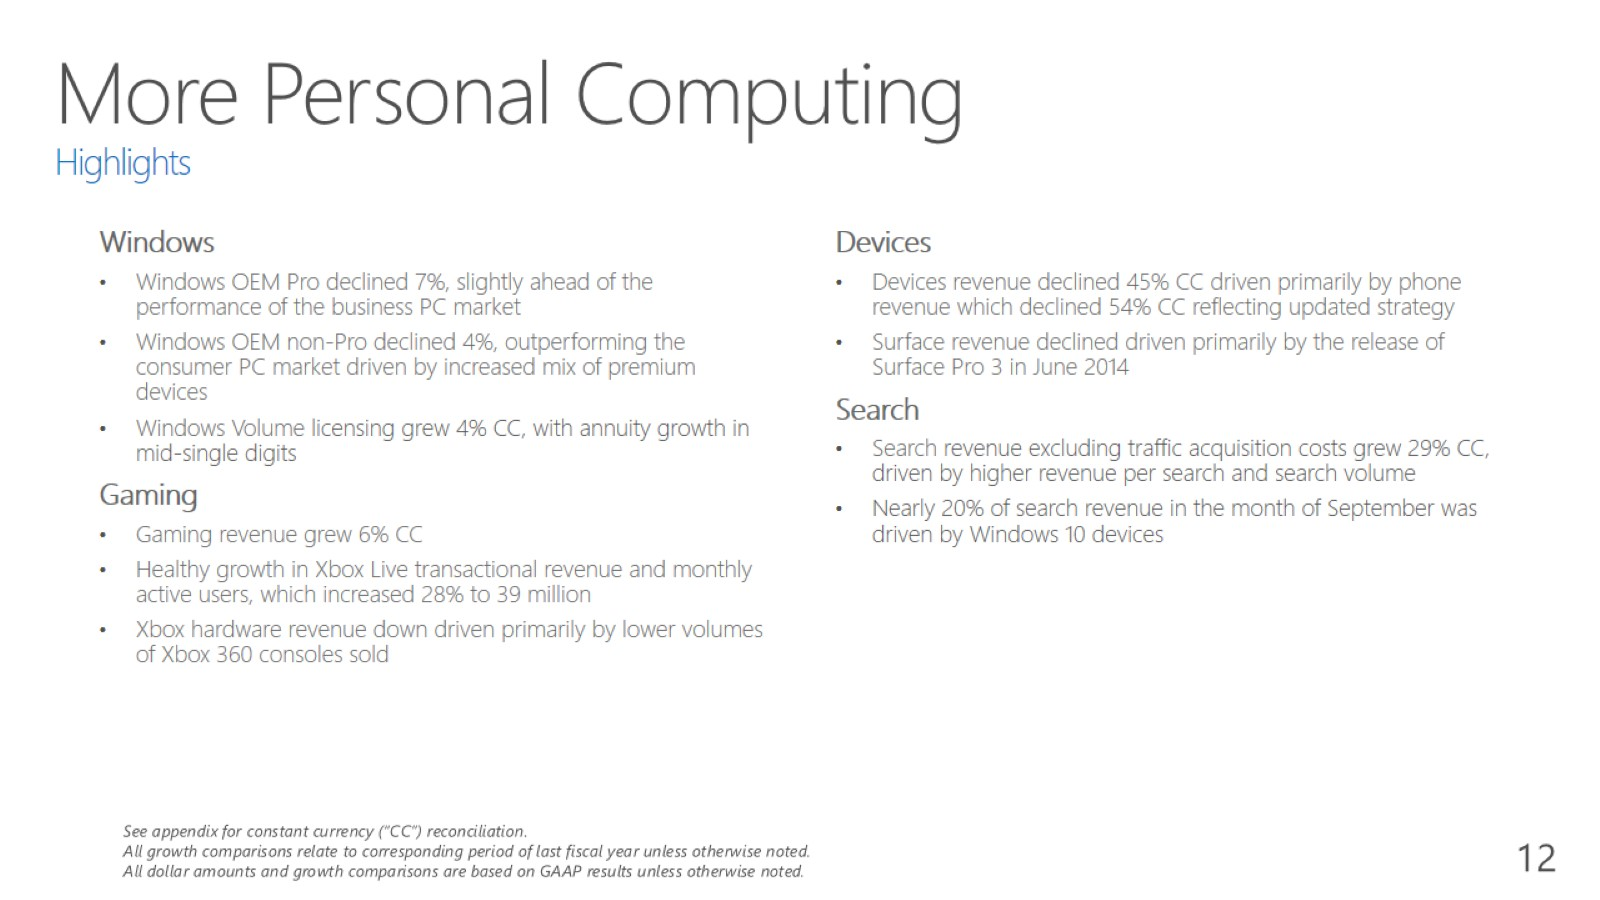 More Personal Computing
Highlights
Windows
• Windows OEM Pro declined 7%, slightly ahead of the
performance of the business PC market
• Windows OEM non-Pro declined 4%, outperforming the
consumer PC market driven by increased mix of premium
devices
• Windows Volume licensing grew 4% CC, with annuity growth in
mid-single digits
Gaming
• Gaming revenue grew 6% CC
• Healthy growth in Xbox Live transactional revenue and monthly
active users, which increased 28% to 39 million
• Xbox hardware revenue down driven primarily by lower volumes
of Xbox 360 consoles sold
Devices
• Devices revenue declined 45% CC driven primarily by phone
revenue which declined 54% CC reflecting updated strategy
• Surface revenue declined driven primarily by the release of
Surface Pro 3 in June 2014
Search
• Search revenue excluding traffic acquisition costs grew 29% CC,
driven by higher revenue per search and search volume
• Nearly 20% of search revenue in the month of September was
driven by Windows 10 devices
See appendix for constant currency ("CC") reconciliation.
All growth comparisons relate to corresponding period of last fiscal year unless otherwise noted.
All dollar amounts and growth comparisons are based on GAAP results unless otherwise noted.
12